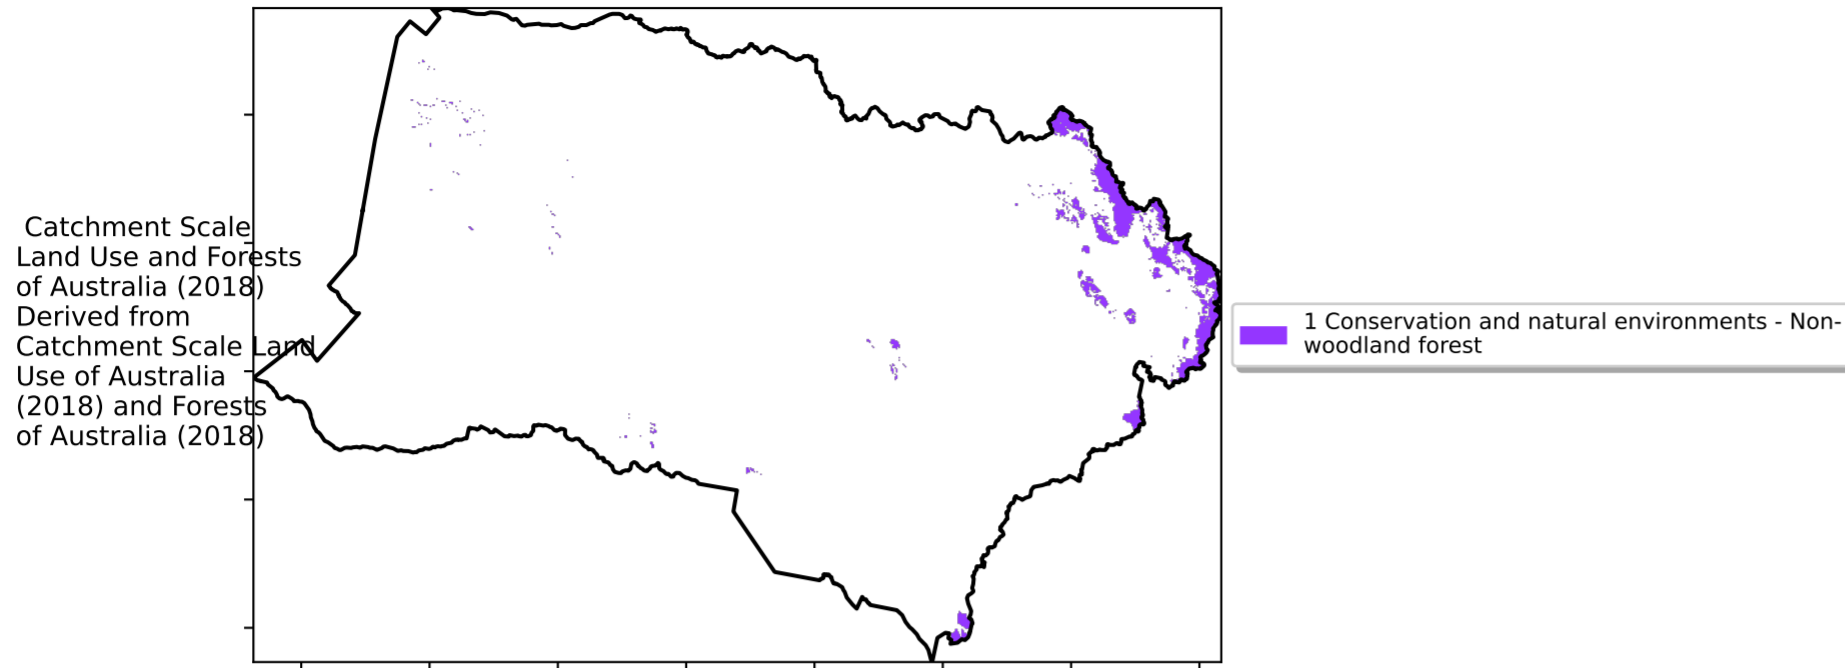 Catchment Scale
Land Use and Forests
of Australia (2018)
Derived from
Catchment Scale Land
Use of Australia
(2018) and Forests
of Australia (2018)
1 Conservation and natural environments - Non-
woodland forest